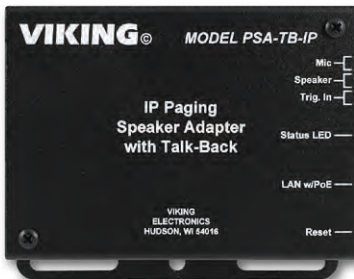 VIKING© MODEL PSA-TB-IP
Mic
Speaker
Trig. In
IP Paging
Speaker Adapter
with Talk-Back
Status LED
LAN w/PoE
VIKING
ELECTRONICS
HUDSON, WI 54016
Reset